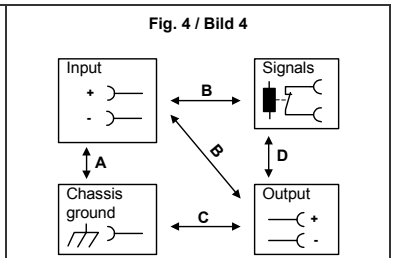 Fig. 4 / Bild 4
Input
+
-
Signals
B
B
A
D
Chassis
ground
C
Output
+
-